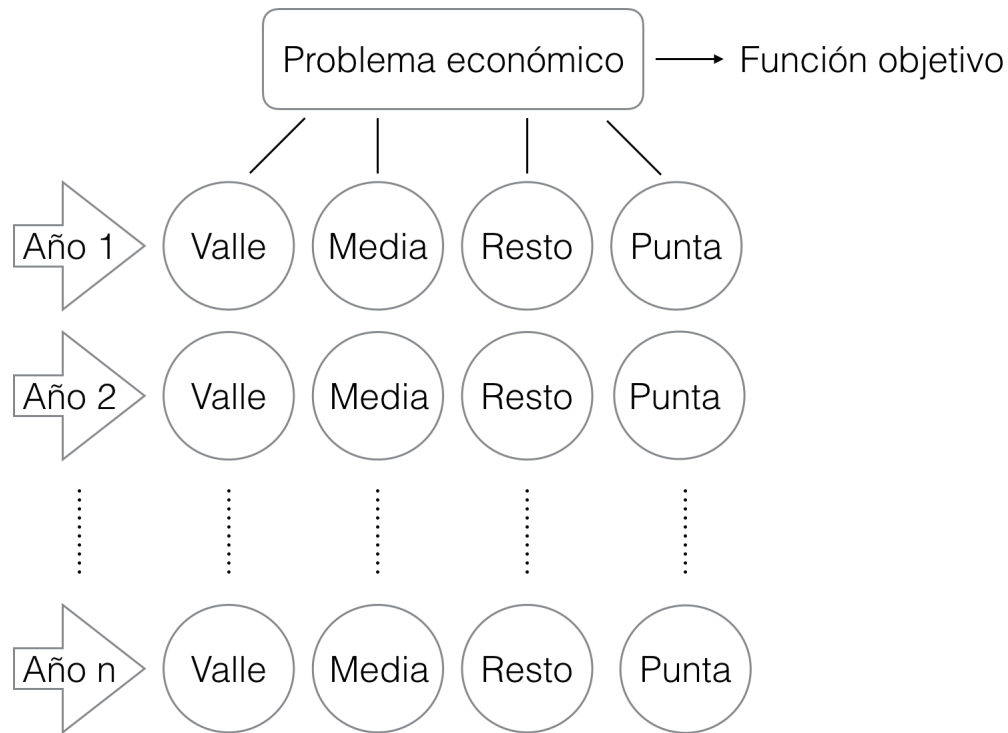 Problema económico
Función objetivo
Año 1
Valle
Media
Resto
Punta
Año 2
Valle
Media
Resto
Punta
Año n
Valle
Media
Resto
Punta